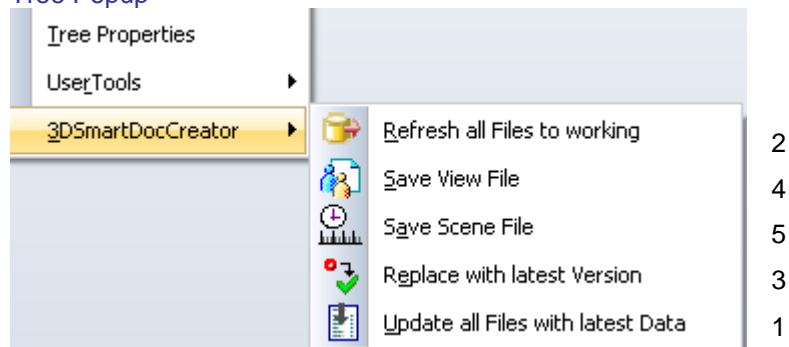 Tree Popup
Tree Properties
UserTools
3DSmartDocCreator
Refresh all Files to working 2
Save View File 4
Save Scene File 5
Replace with latest Version 3
Update all Files with latest Data 1